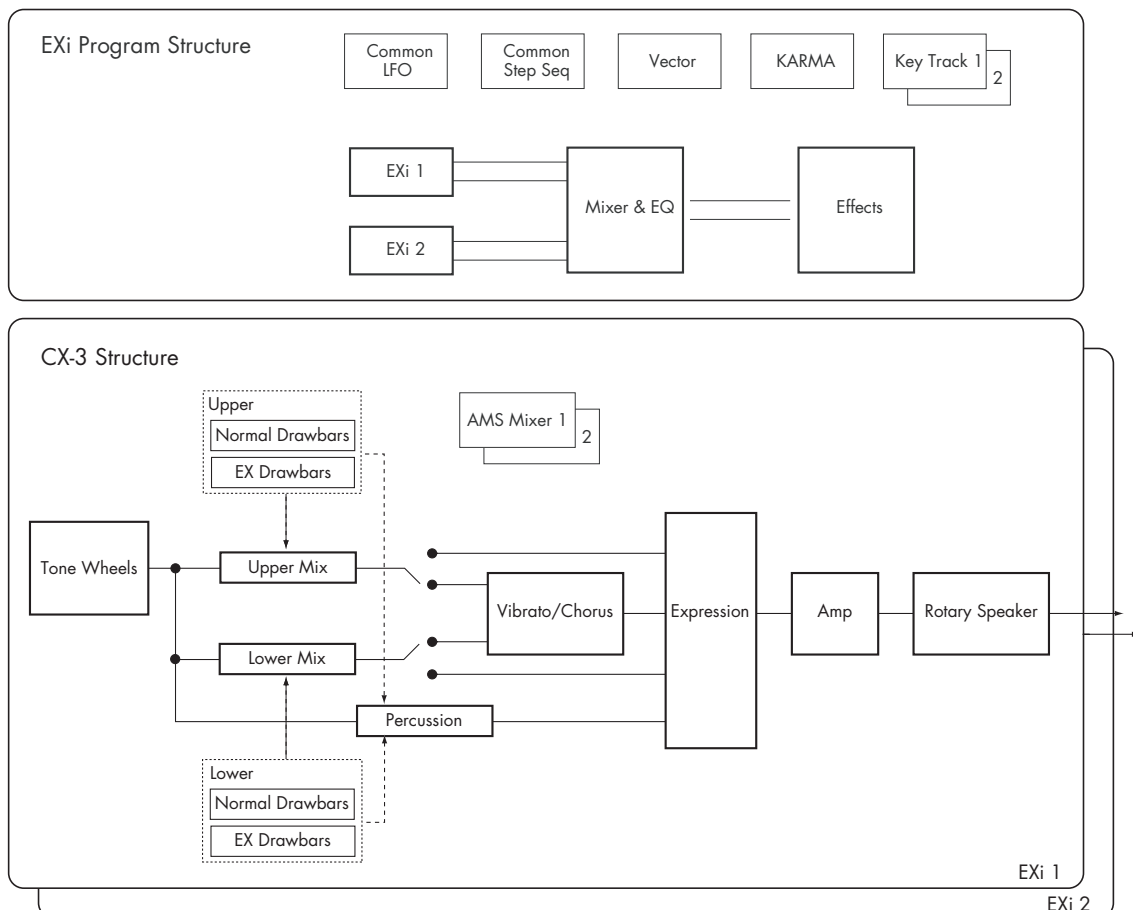 EXi Program Structure
Common
LFO
Common
Step Seq
Vector
KARMA
Key Track 1
2
EXi 1
EXi 2
Mixer & EQ
Effects
CX-3 Structure
Upper
Normal Drawbars
EX Drawbars
AMS Mixer 1
2
Tone Wheels
Upper Mix
Lower Mix
Vibrato/Chorus
Expression
Amp
Rotary Speaker
Percussion
Lower
Normal Drawbars
EX Drawbars
EXi 1
EXi 2